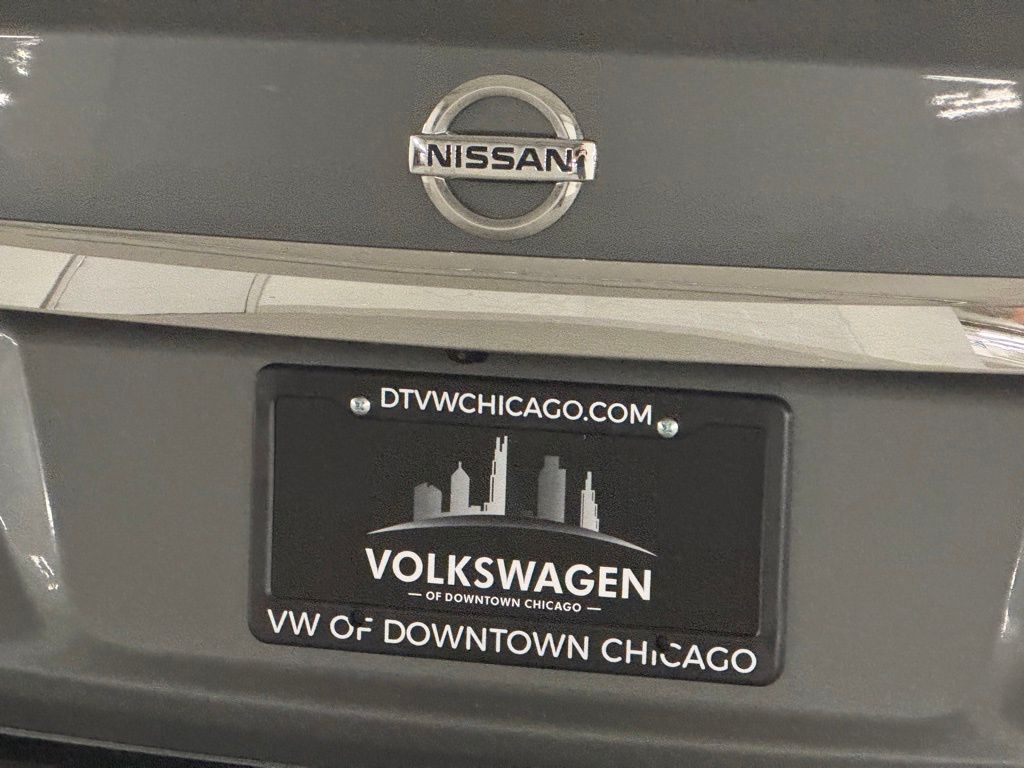 NISSAN
DTVWCHICAGO.COM
VOLKSWAGEN
— OF DOWNTOWN CHICAGO —
VW OF DOWNTOWN CHICAGO